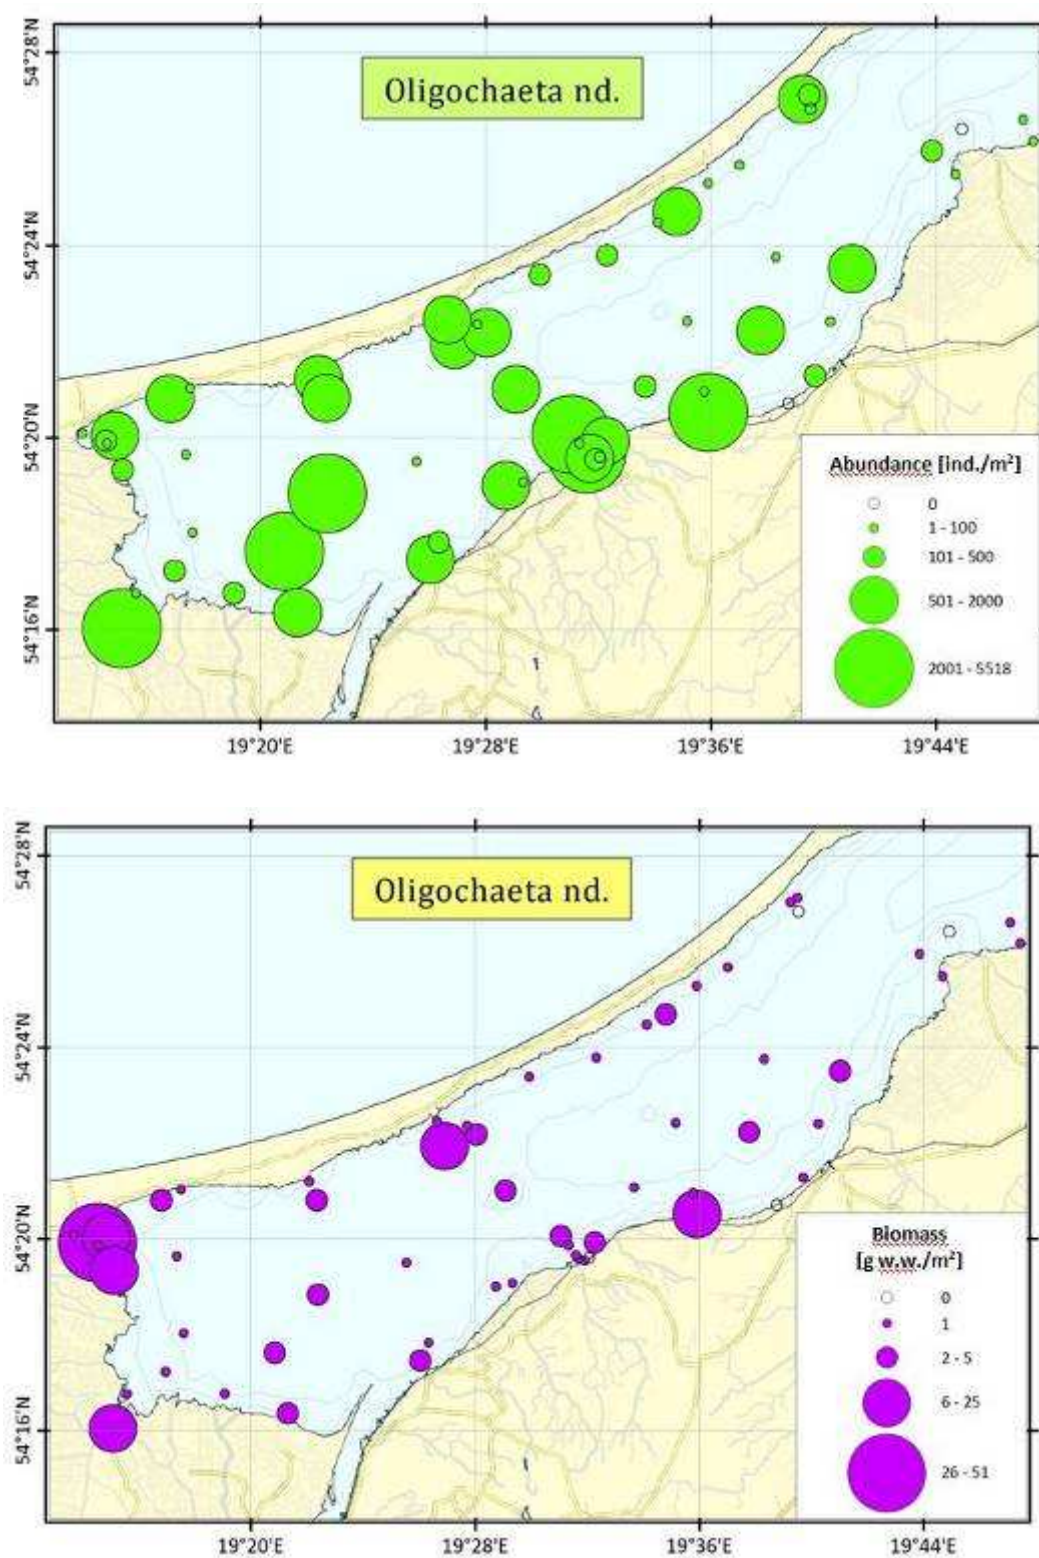 54°28'N
Oligochaeta nd.
54°24'N
54°20'N
Abundance [ind./m²]
0
1 - 100
101 - 500
501 - 2000
2001 - 5518
54°16'N
19°20'E 19°28'E 19°36'E 19°44'E
54°28'N
Oligochaeta nd.
54°24'N
54°20'N
Biomass
[g w.w./m²]
0
1
2 - 5
6 - 25
26 - 51
54°16'N
19°20'E 19°28'E 19°36'E 19°44'E